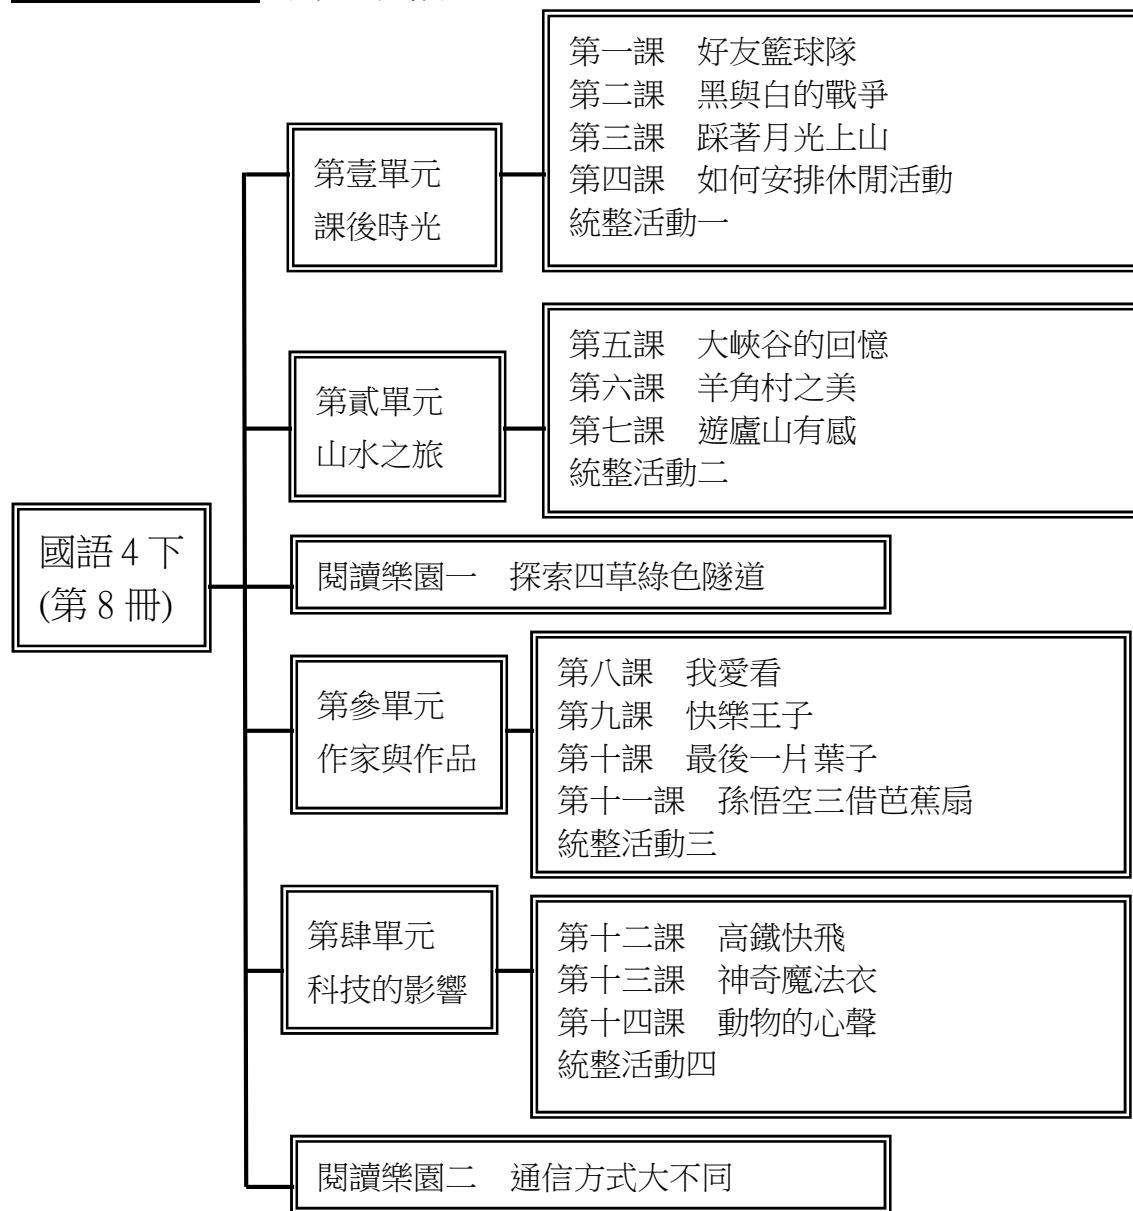 國語 4 下
(第 8 冊)
第壹單元
課後時光
第一課 好友籃球隊
第二課 黑與白的戰爭
第三課 踩著月光上山
第四課 如何安排休閒活動
統整活動一
第貳單元
山水之旅
第五課 大峽谷的回憶
第六課 羊角村之美
第七課 遊廬山有感
統整活動二
閱讀樂園一 探索四草綠色隧道
第參單元
作家與作品
第八課 我愛看
第九課 快樂王子
第十課 最後一片葉子
第十一課 孫悟空三借芭蕉扇
統整活動三
第肆單元
科技的影響
第十二課 高鐵快飛
第十三課 神奇魔法衣
第十四課 動物的心聲
統整活動四
閱讀樂園二 通信方式大不同